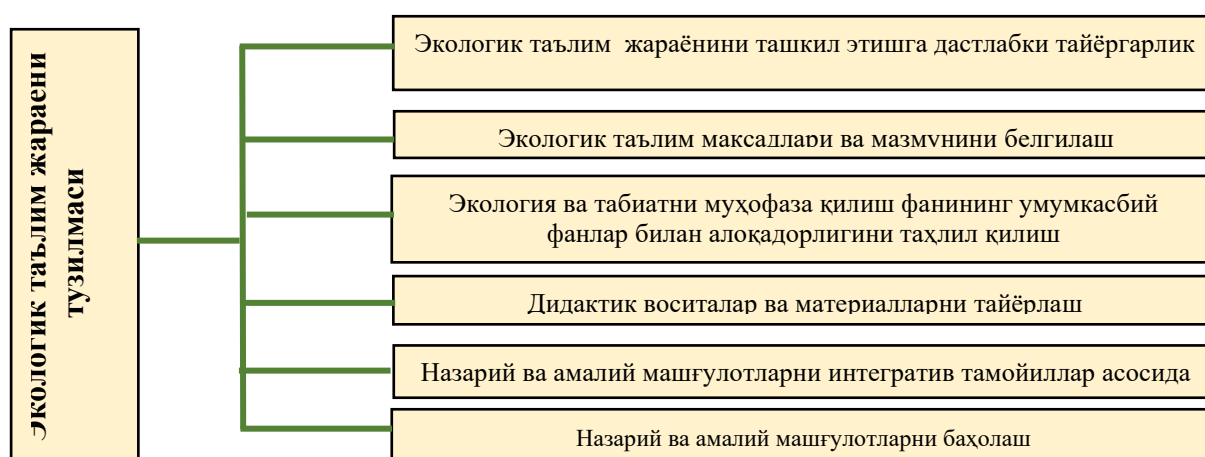 Экологик таълим жараени
тузилмаси
Экологик таълим жараёнини ташкил этишга дастлабки тайёргарлик
Экологик таълим мақсадлари ва мазмунини белгилаш
Экология ва табиатни муҳофаза қилиш фанининг умумкасбий
фанлар билан алоқадорлигини таҳлил қилиш
Дидактик воситалар ва материалларни тайёрлаш
Назарий ва амалий машғулотларни интегратив тамойиллар асосида
Назарий ва амалий машғулотларни баҳолаш